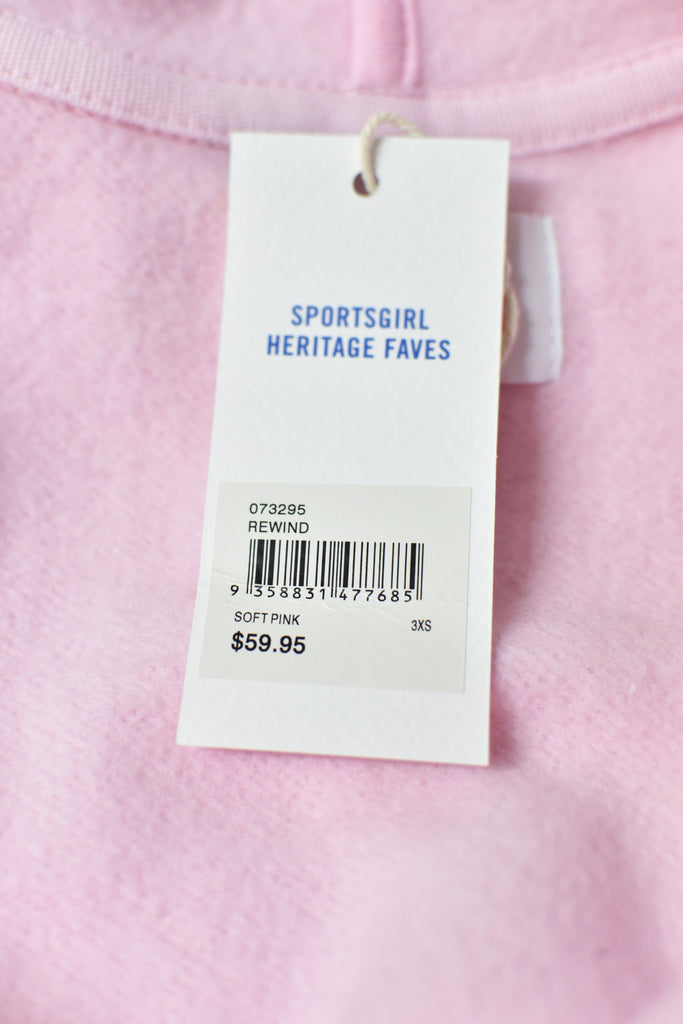 SPORTSGIRL
HERITAGE FAVES
073295
REWIND
9 358831 477685
SOFT PINK 3XS
$59.95